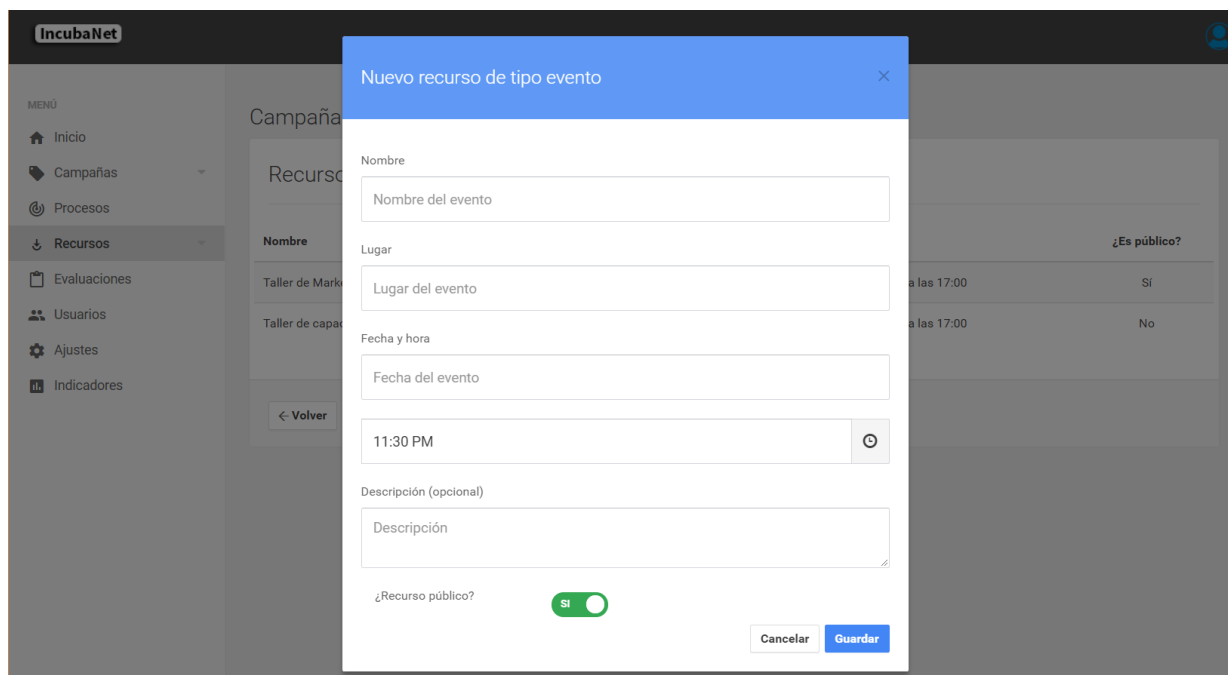 IncubaNet
MENÚ
Inicio
Campañas
Procesos
Recursos
Evaluaciones
Usuarios
Ajustes
Indicadores
Campaña
Recurso
Nombre
¿Es público?
Taller de Marke
a las 17:00
Sí
Taller de capac
a las 17:00
No
Volver
Nuevo recurso de tipo evento
Nombre
Nombre del evento
Lugar
Lugar del evento
Fecha y hora
Fecha del evento
11:30 PM
Descripción (opcional)
Descripción
¿Recurso público?
SI
Cancelar Guardar